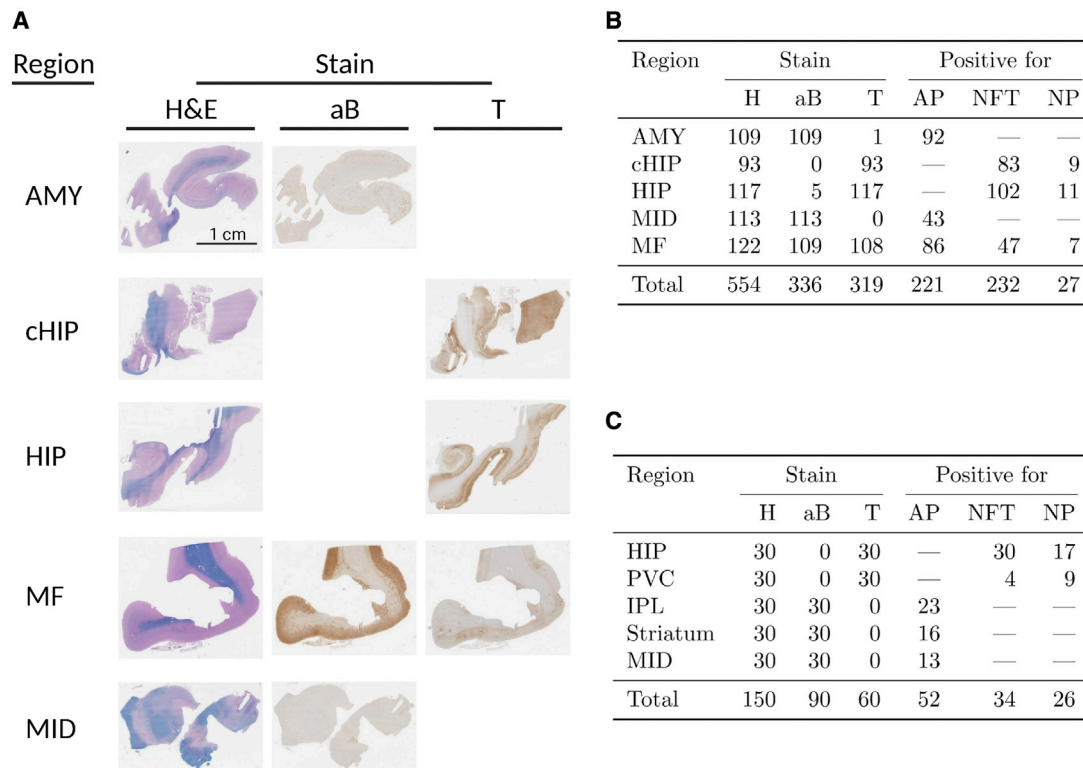 A
Region Stain
H&E aB T
AMY
1 cm
cHIP
HIP
MF
MID
B
Region Stain Positive for
H aB T AP NFT NP
AMY 109 109 1 92 — —
cHIP 93 0 93 — 83 9
HIP 117 5 117 — 102 11
MID 113 113 0 43 — —
MF 122 109 108 86 47 7
Total 554 336 319 221 232 27
C
Region Stain Positive for
H aB T AP NFT NP
HIP 30 0 30 — 30 17
PVC 30 0 30 — 4 9
IPL 30 30 0 23 — —
Striatum 30 30 0 16 — —
MID 30 30 0 13 — —
Total 150 90 60 52 34 26